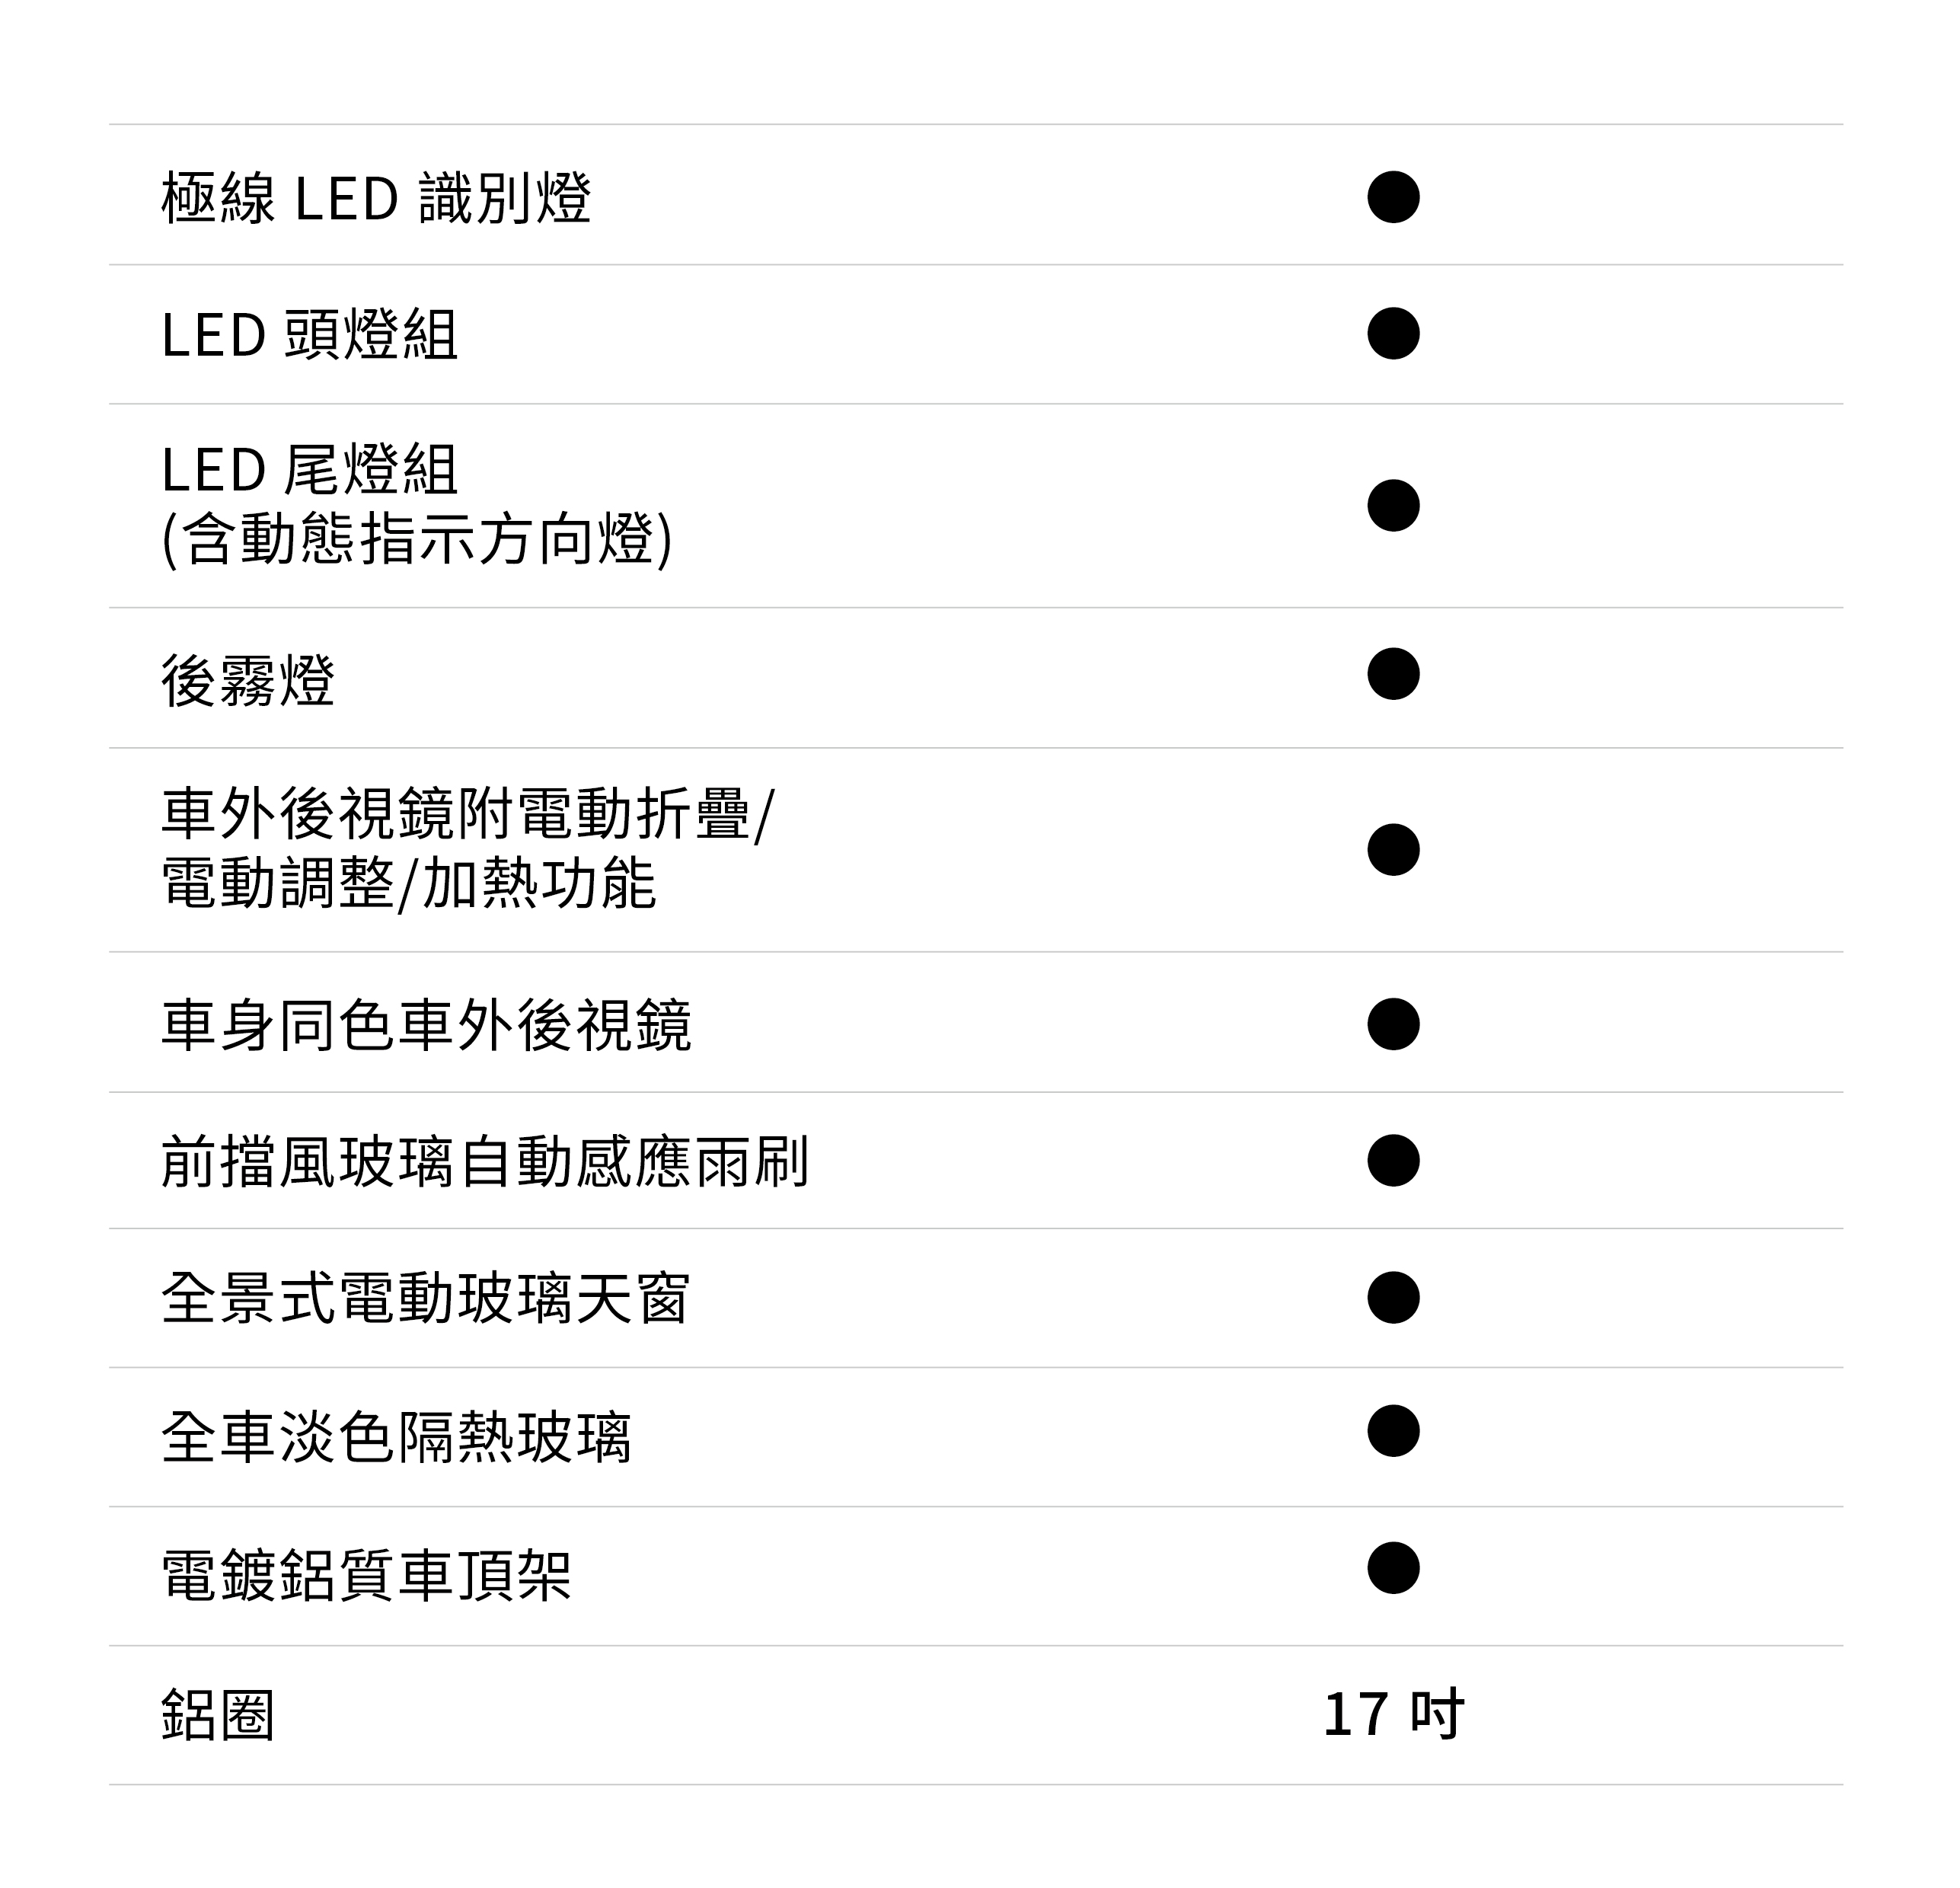 極線 LED 識別燈 ●
LED 頭燈組 ●
LED 尾燈組
(含動態指示方向燈) ●
後霧燈 ●
車外後視鏡附電動折疊/
電動調整/加熱功能 ●
車身同色車外後視鏡 ●
前擋風玻璃自動感應雨刷 ●
全景式電動玻璃天窗 ●
全車淡色隔熱玻璃 ●
電鍍鋁質車頂架 ●
鋁圈 17 吋